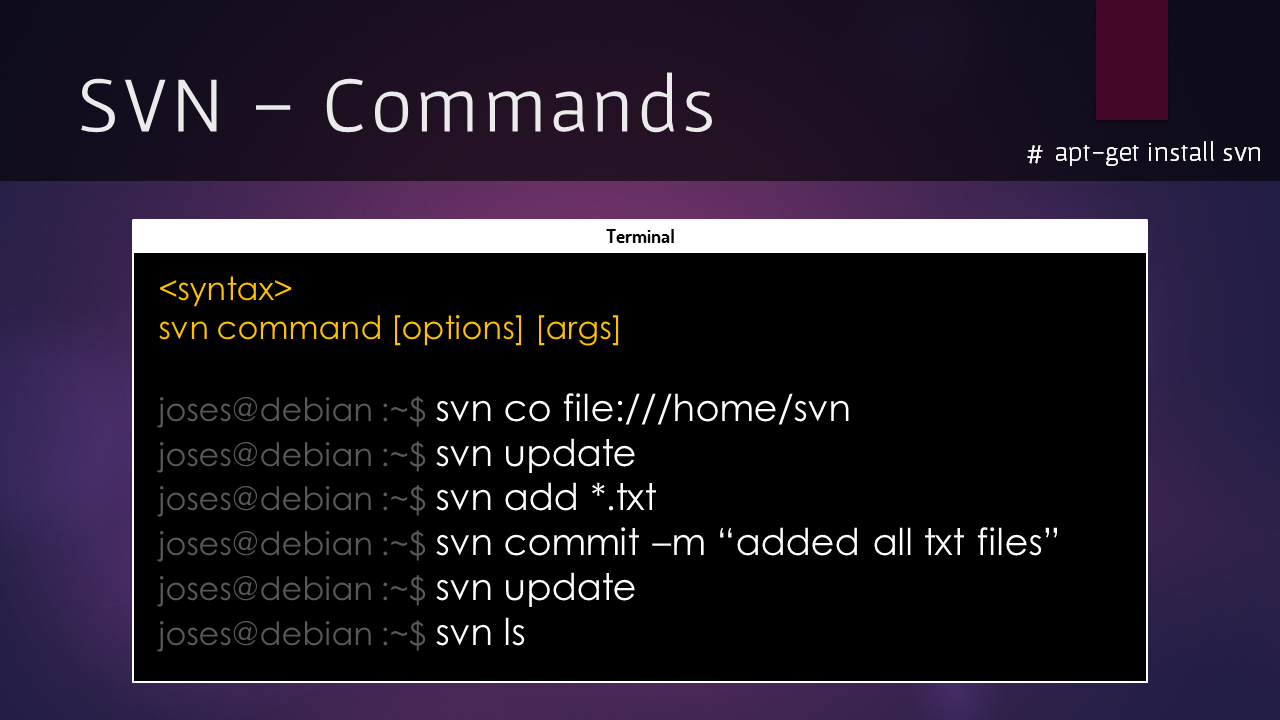 SVN – Commands
# apt-get install svn
Terminal
<syntax>
svn command [options] [args]
joses@debian :~$ svn co file:///home/svn
joses@debian :~$ svn update
joses@debian :~$ svn add *.txt
joses@debian :~$ svn commit –m “added all txt files”
joses@debian :~$ svn update
joses@debian :~$ svn ls